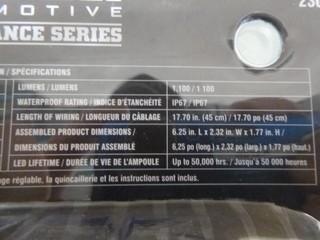 MOTIVE
ANCE SERIES
/ SPÉCIFICATIONS
LUMENS / LUMENS 1,100 / 1 100
WATERPROOF RATING / INDICE D'ÉTANCHÉITÉ IP67 / IP67
LENGTH OF WIRING / LONGUEUR DU CÂBLAGE 17.70 in. (45 cm) / 17.70 po (45 cm)
ASSEMBLED PRODUCT DIMENSIONS / 6.25 in. L x 2.32 W x 1.77 in. H /
DIMENSIONS DU PRODUIT ASSEMBLÉ 6,25 po (long.) x 2,32 po (larg.) x 1,77 po (haut.)
LED LIFETIME / DURÉE DE VIE DE L'AMPOULE Up to 50,000 hrs. / Jusqu'à 50 000 heures
age réglable, la quincaillerie et les instructions sont inclus.